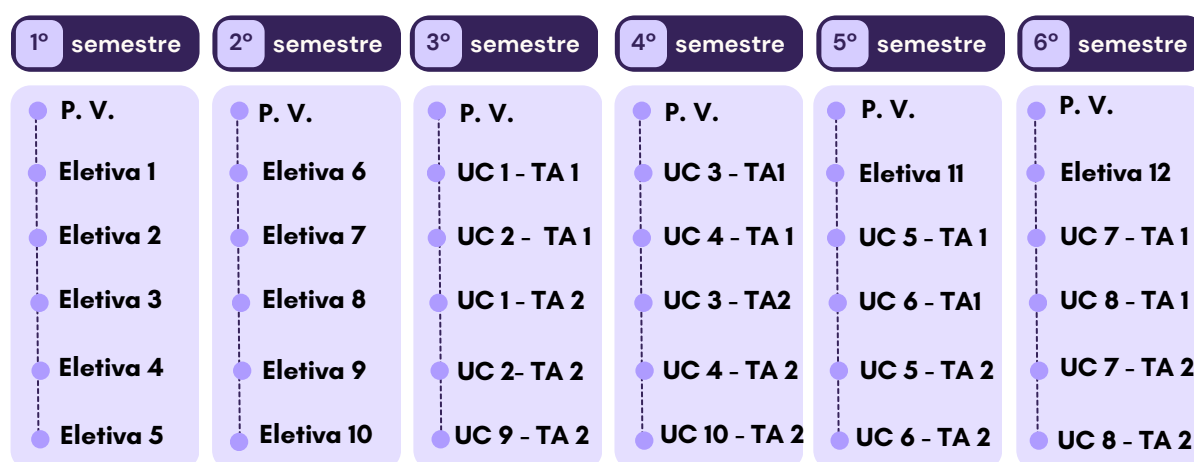 1º semestre
P. V.
Eletiva 1
Eletiva 2
Eletiva 3
Eletiva 4
Eletiva 5
2º semestre
P. V.
Eletiva 6
Eletiva 7
Eletiva 8
Eletiva 9
Eletiva 10
3º semestre
P. V.
UC 1 - TA 1
UC 2 - TA 1
UC 1 - TA 2
UC 2- TA 2
UC 9 - TA 2
4º semestre
P. V.
UC 3 - TA1
UC 4 - TA 1
UC 3 - TA2
UC 4 - TA 2
UC 10 - TA 2
5º semestre
P. V.
Eletiva 11
UC 5 - TA 1
UC 6 - TA1
UC 5 - TA 2
UC 6 - TA 2
6º semestre
P. V.
Eletiva 12
UC 7 - TA 1
UC 8 - TA 1
UC 7 - TA 2
UC 8 - TA 2